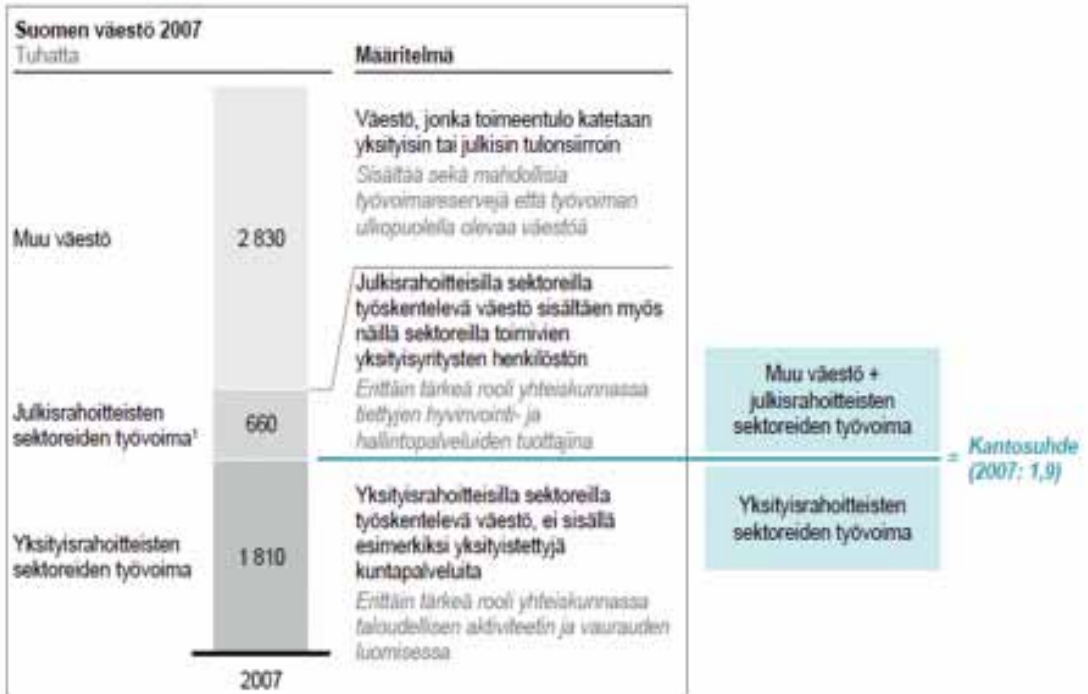 Suomen väestö 2007
Tuhatta
Määritelmä
Väestö, jonka toimeentulo katetaan
yksityisin tai julkisin tulonsiirroin
Sisältää sekä mahdollisia
työvoimareservejä että työvoiman
ulkopuolella olevaa väestöä
Muu väestö
2 830
Julkisrahoitteisilla sektoreilla
työskentelevä väestö sisältäen myös
näillä sektoreilla toimivien
yksityisyritysten henkilöstön
Erittäin tärkeä rooli yhteiskunnassa
tiettyjen hyvinvointi- ja
hallintopalveluiden tuottajina
Julkisrahoitteisten
sektoreiden työvoima¹
660
Yksityisrahoitteisilla sektoreilla
työskentelevä väestö, ei sisällä
esimerkiksi yksityistettyjä
kuntapalveluita
Erittäin tärkeä rooli yhteiskunnassa
taloudellisen aktiviteetin ja vaurauden
luomisessa
Yksityisrahoitteisten
sektoreiden työvoima
1 810
2007
Muu väestö +
julkisrahoitteisten
sektoreiden työvoima
Yksityisrahoitteisten
sektoreiden työvoima
= Kantosuhde
(2007: 1,9)